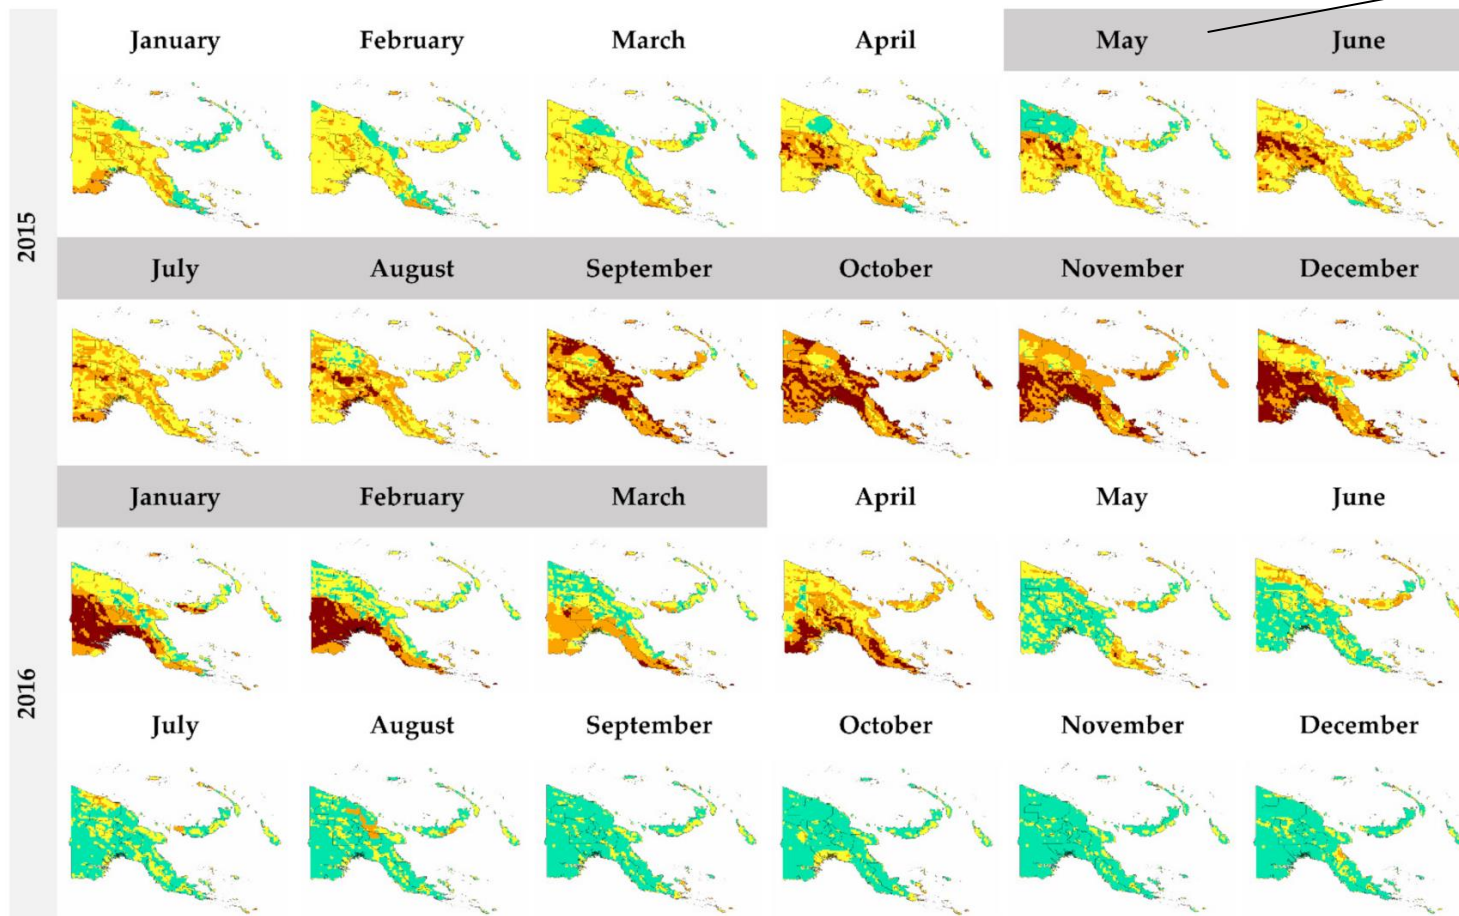 January February March April May June
2015
July August September October November December
January February March April May June
2016
July August September October November December